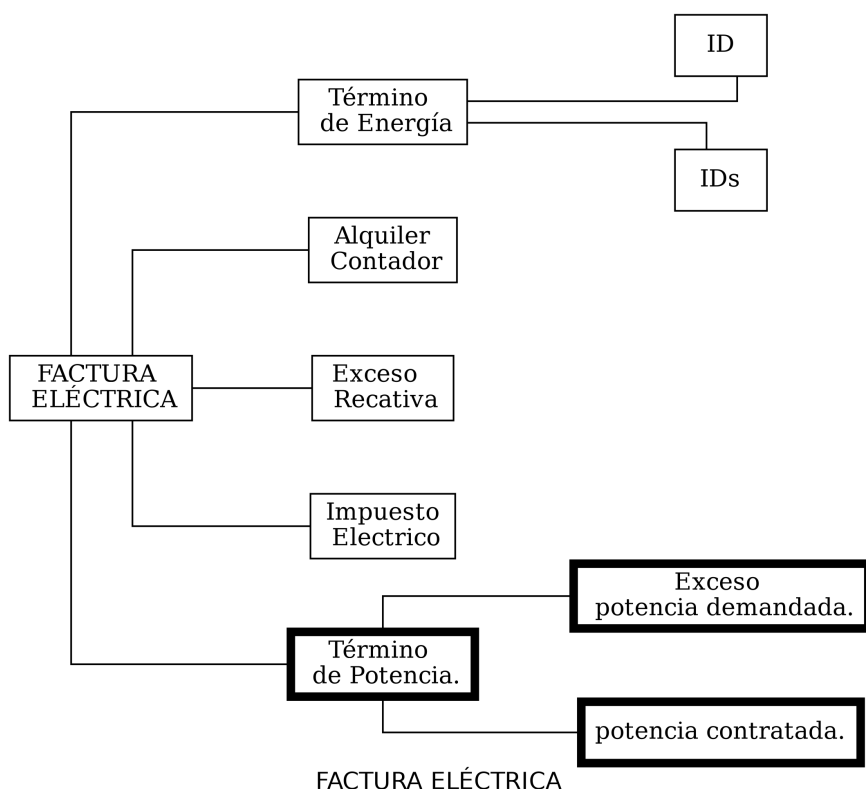 ID
Término
de Energía
IDs
Alquiler
Contador
FACTURA
ELÉCTRICA
Exceso
Recativa
Impuesto
Electrico
Exceso
potencia demandada.
Término
de Potencia.
potencia contratada.
FACTURA ELÉCTRICA